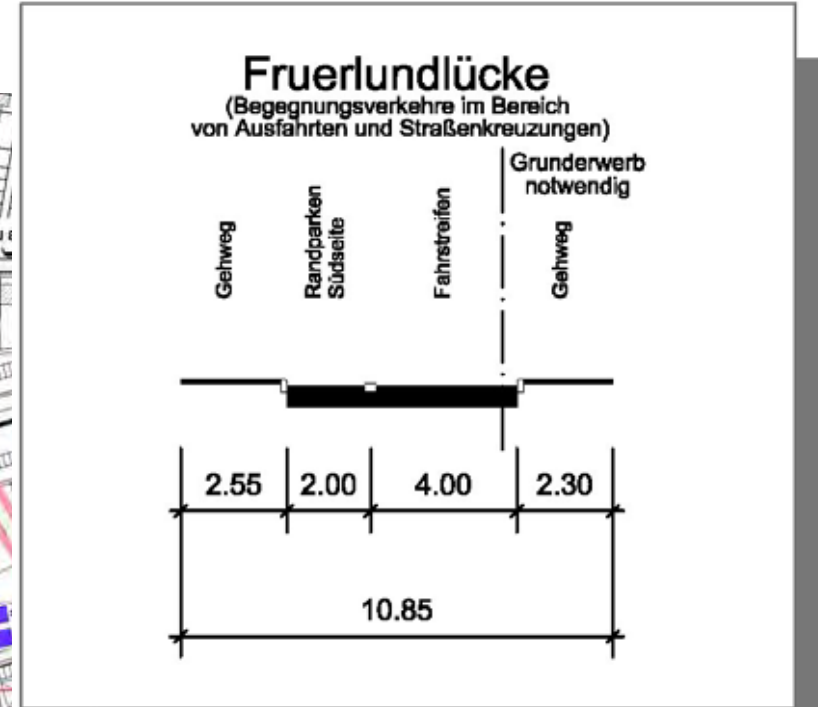 Fruerlundlücke
(Begegnungsverkehre im Bereich
von Ausfahrten und Straßenkreuzungen)
Grunderwerb
notwendig
Gehweg
Randparken
Südseite
Fahrstreifen
Gehweg
2.55 2.00 4.00 2.30
10.85